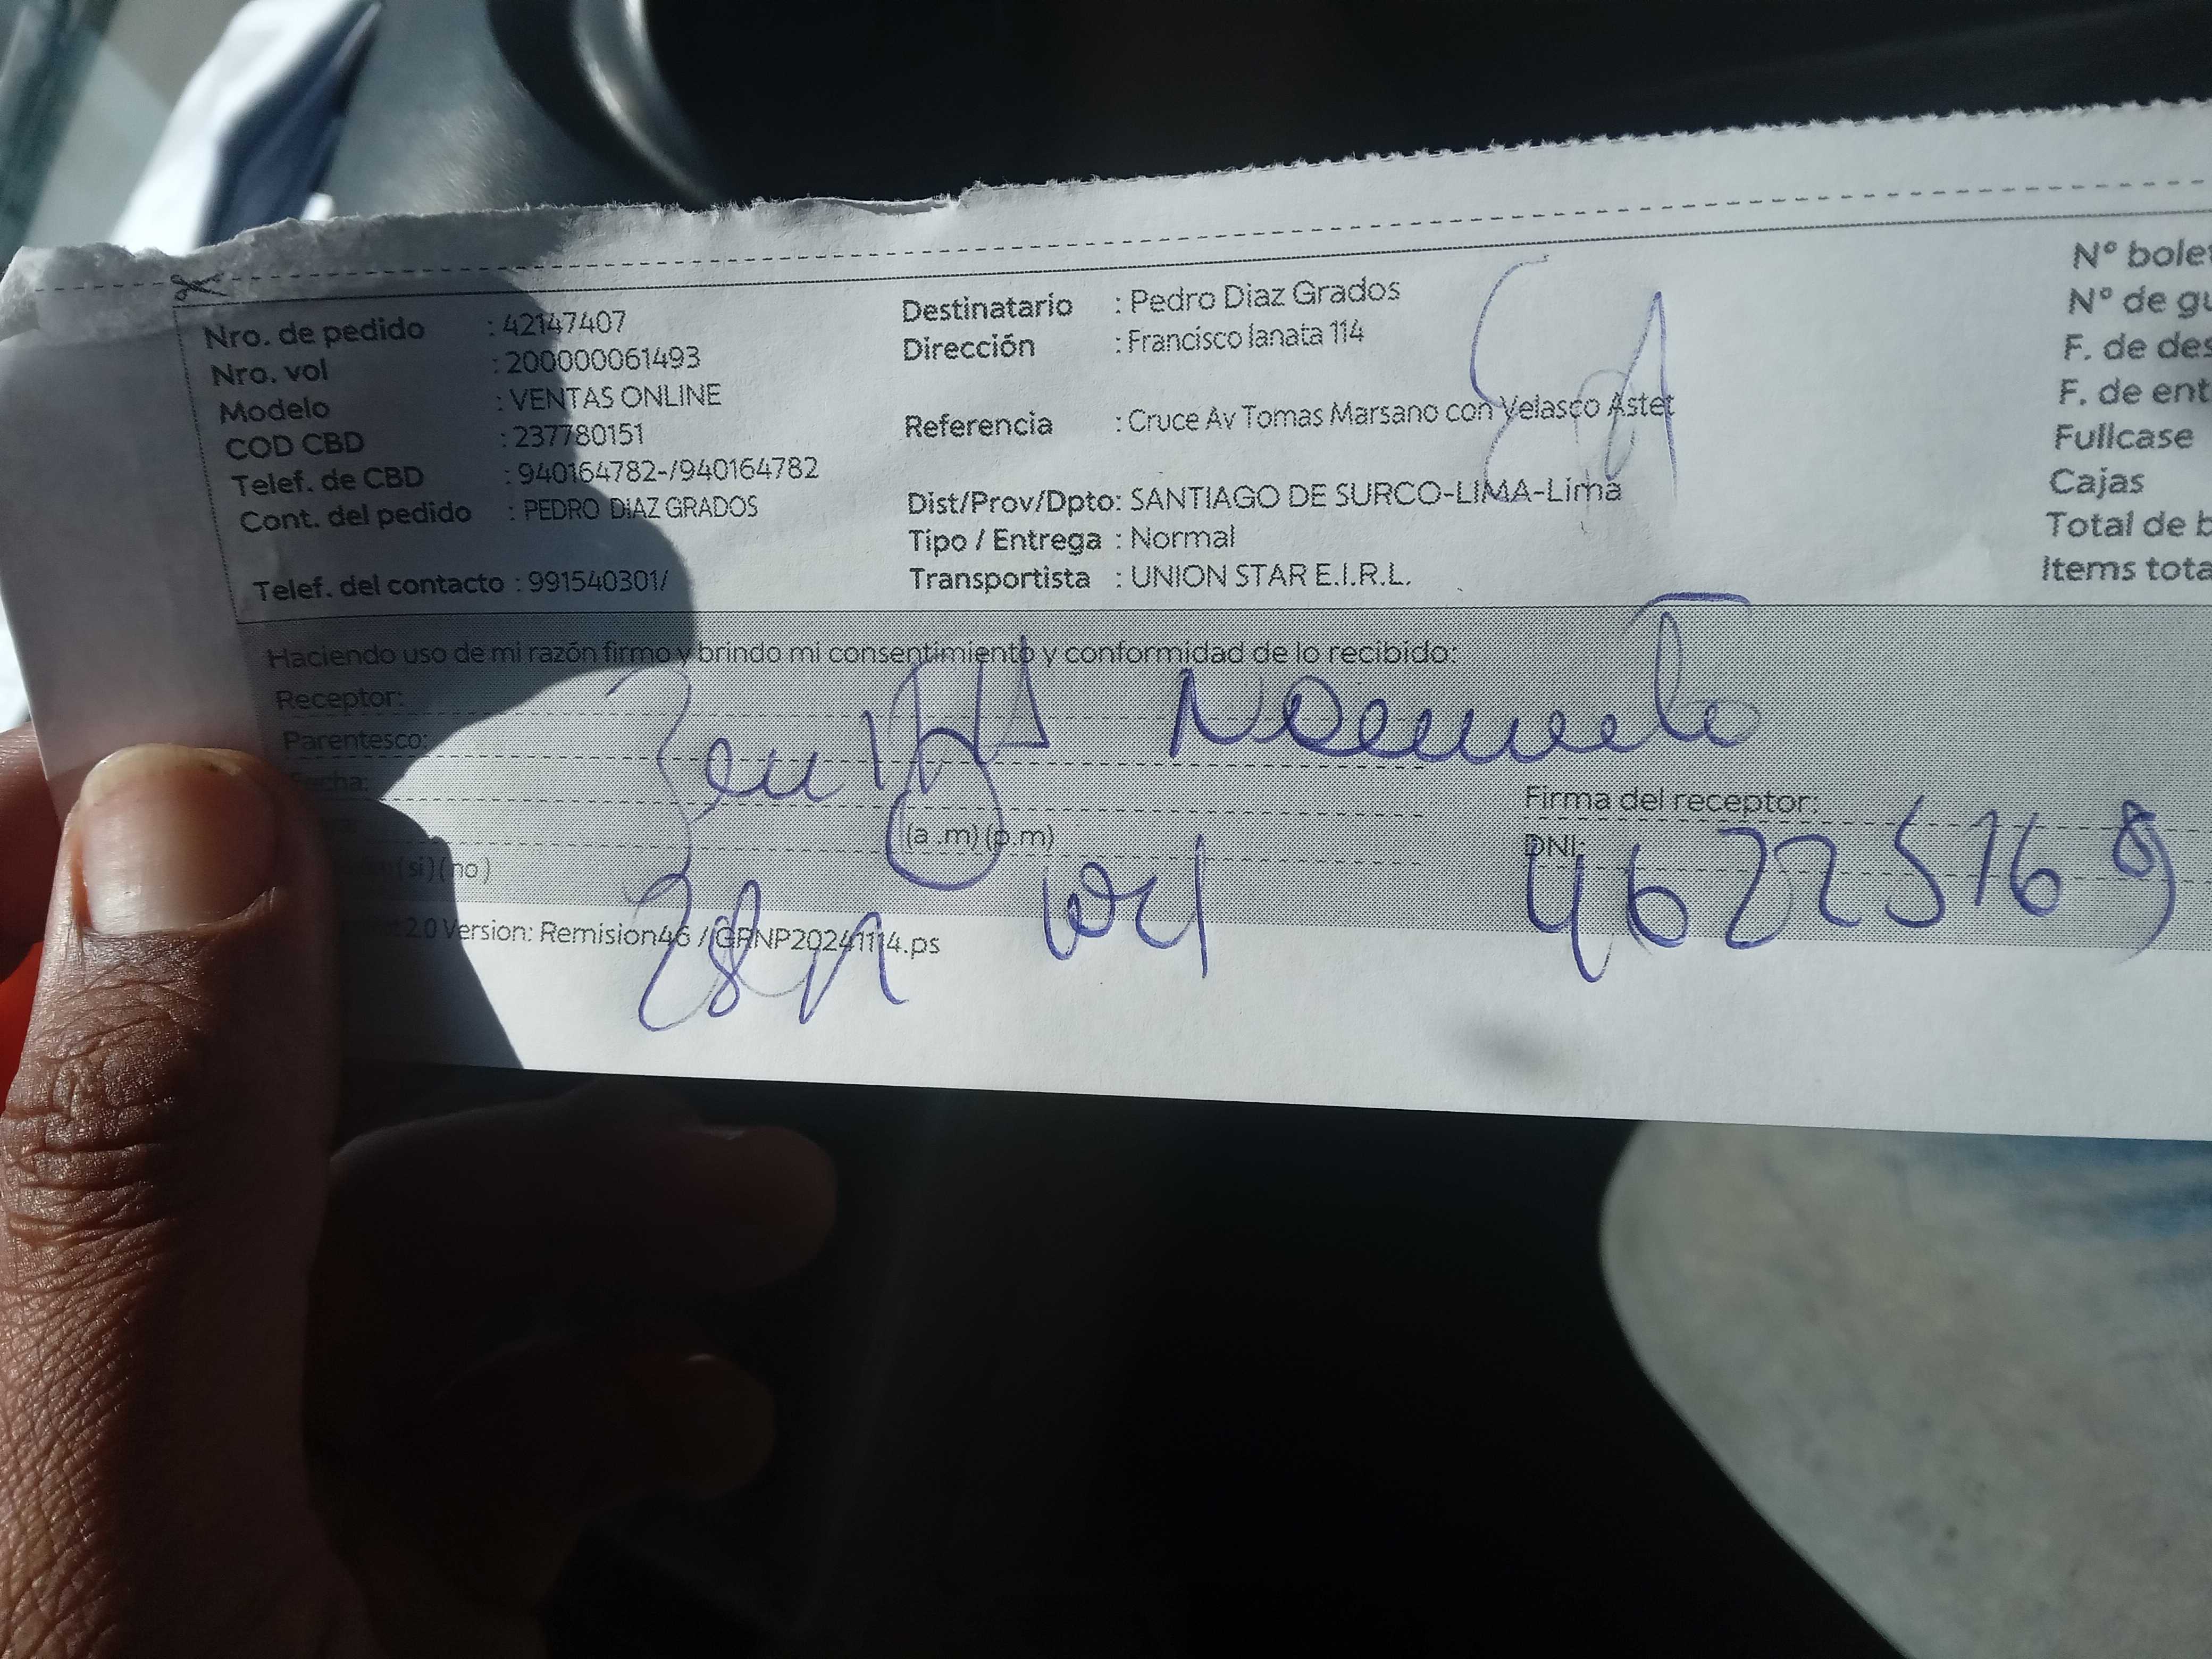 Nro. de pedido : 42147407
Nro. vol : 200000061493
Modelo : VENTAS ONLINE
COD CBD : 237780151
Telef. de CBD : 940164782-/940164782
Cont. del pedido : PEDRO DIAZ GRADOS
Telef. del contacto : 991540301/
Destinatario : Pedro Diaz Grados
Dirección : Francisco lanata 114
Referencia : Cruce Av Tomas Marsano con Velasco Astet
Dist/Prov/Dpto: SANTIAGO DE SURCO-LIMA-Lima
Tipo / Entrega : Normal
Transportista : UNION STAR E.I.R.L.
N° bolet
N° de gu
F. de des
F. de ent
Fullcase
Cajas
Total de b
Items tota
Haciendo uso de mi razón firmo y brindo mi consentimiento y conformidad de lo recibido:
Receptor:
Parentesco:
Fecha:
(a .m) (p.m)
(si) (no)
Firma del receptor:
DNI: 46225169
2.0 Version: Remision46 / GRNP20241114.ps